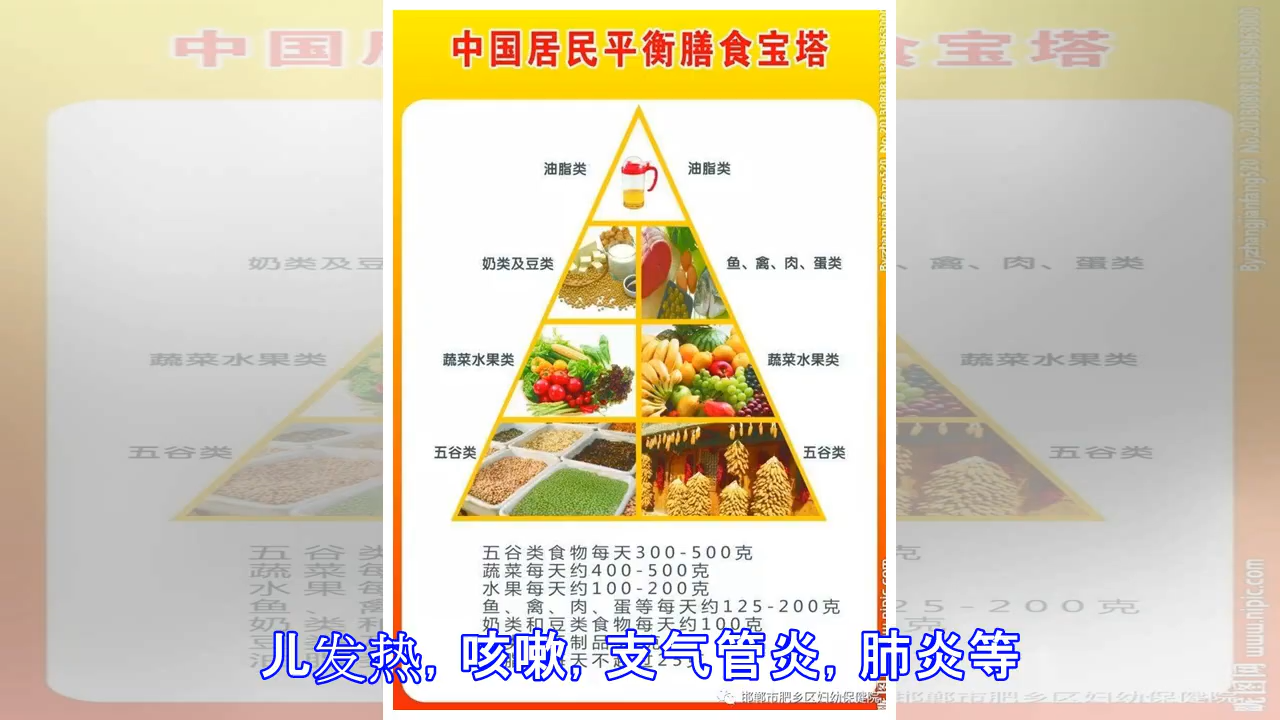 中国居民平衡膳食宝塔
油脂类 油脂类
奶类及豆类 鱼、禽、肉、蛋类
蔬菜水果类 蔬菜水果类
五谷类 五谷类
五谷类食物每天300-500克
蔬菜每天约400-500克
水果每天约100-200克
鱼、禽、肉、蛋等每天约125-200克
奶类和豆类食物每天约100克
儿发热, 咳嗽, 支气管炎, 肺炎等
邯郸市肥乡区妇幼保健院
www.nipic.com